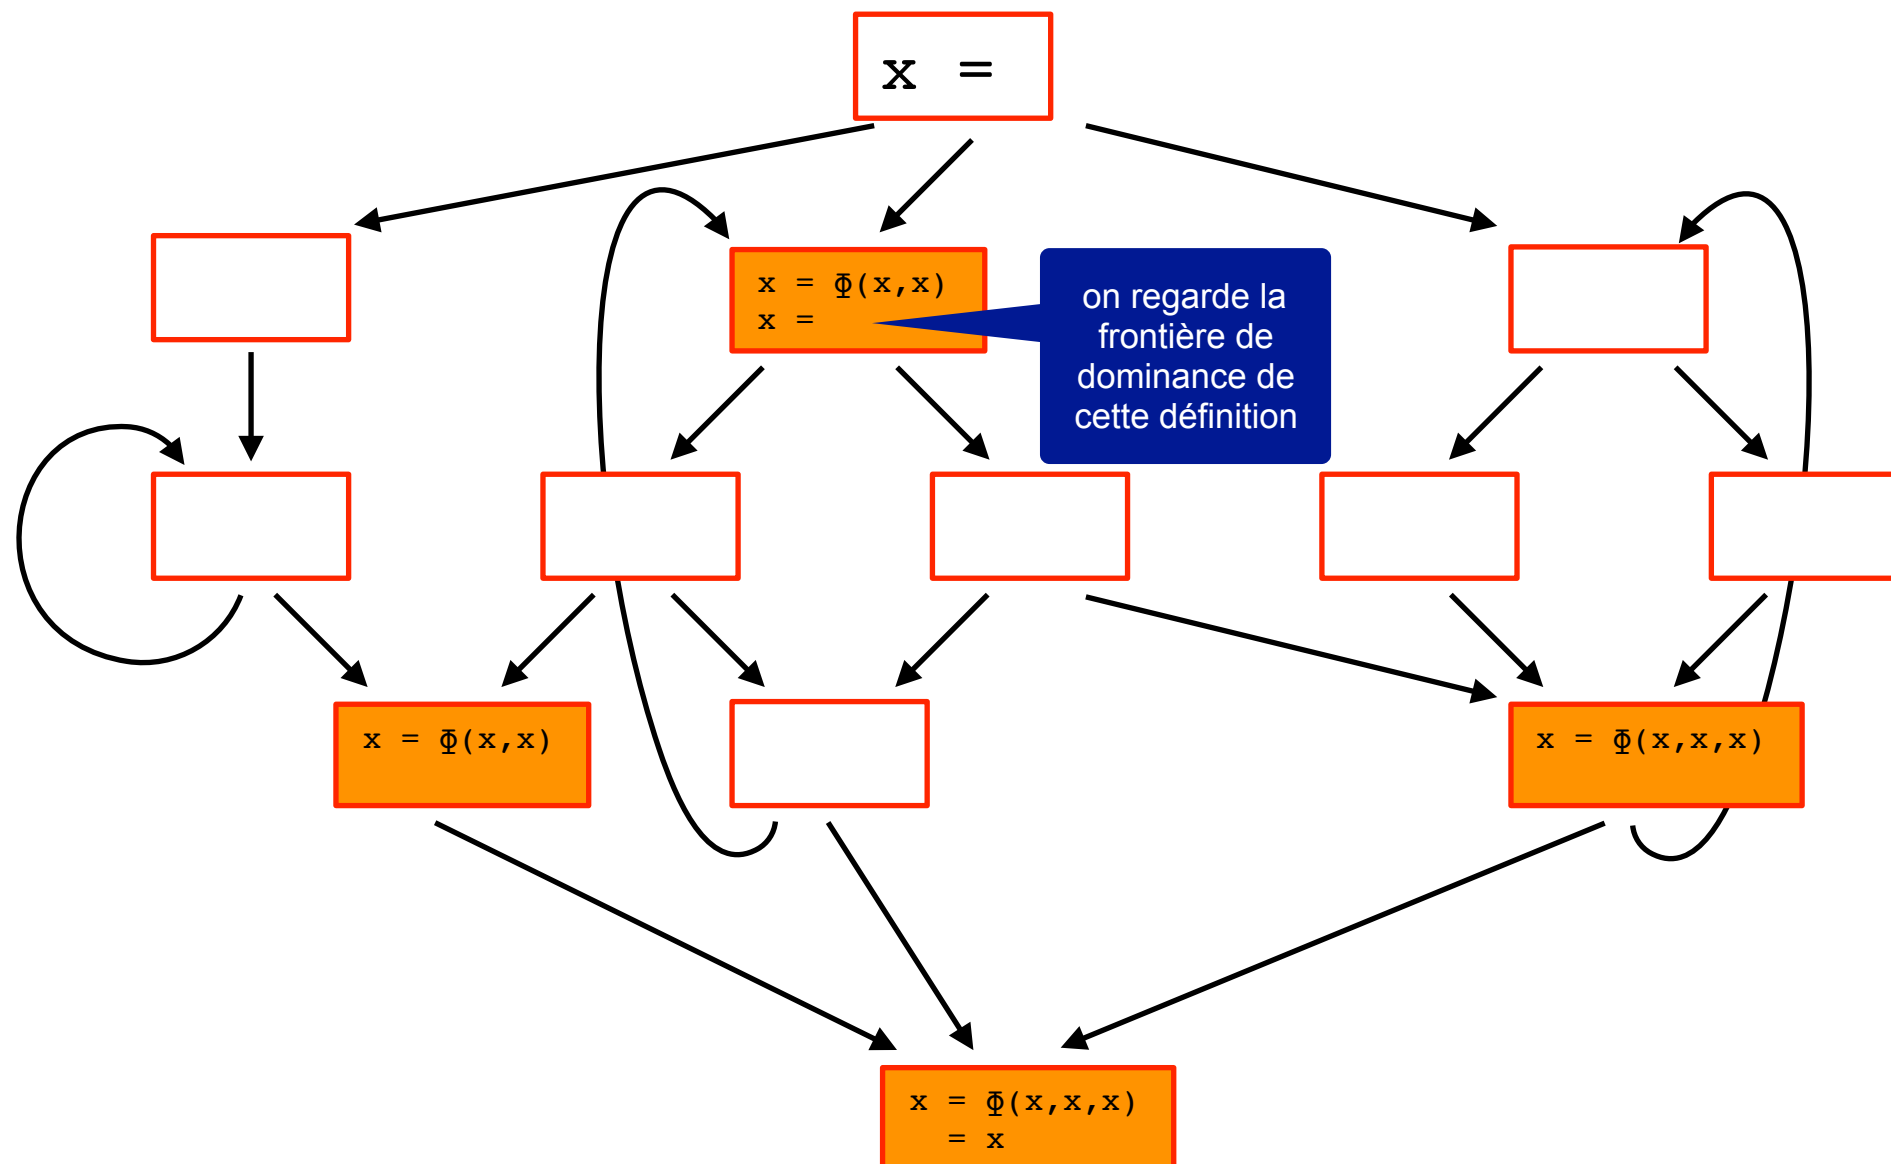 x =
x = Φ(x,x)
x =
on regarde la
frontière de
dominance de
cette définition
x = Φ(x,x)
x = Φ(x,x,x)
x = Φ(x,x,x)
= x